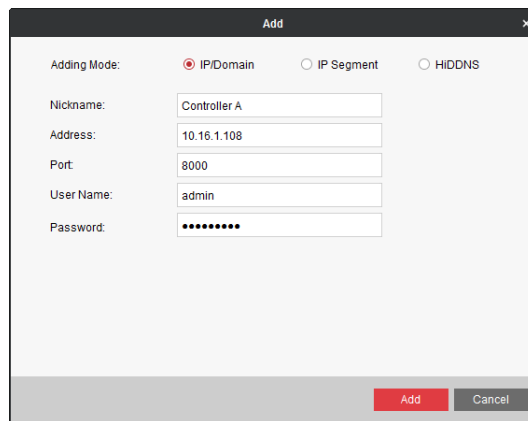 Add ×
Adding Mode: IP/Domain IP Segment HiDDNS
Nickname: Controller A
Address: 10.16.1.108
Port: 8000
User Name: admin
Password: •••••••••
Add Cancel